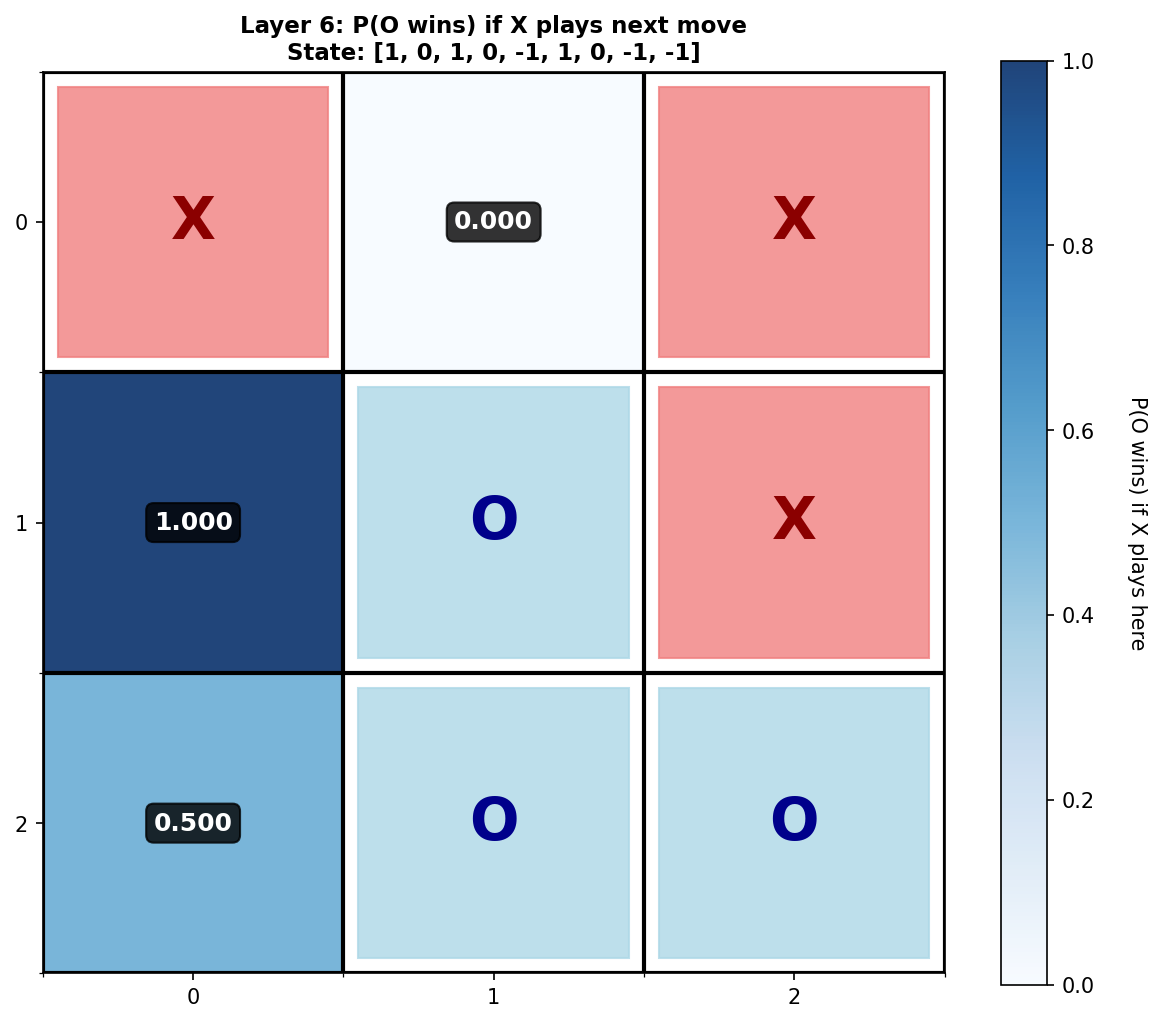 Layer 6: P(O wins) if X plays next move
State: [1, 0, 1, 0, -1, 1, 0, -1, -1]
X
0.000
X
1.000
O
X
0.500
O
O
0
1
2
0
1
2
1.0
0.8
0.6
0.4
0.2
0.0
P(O wins) if X plays here